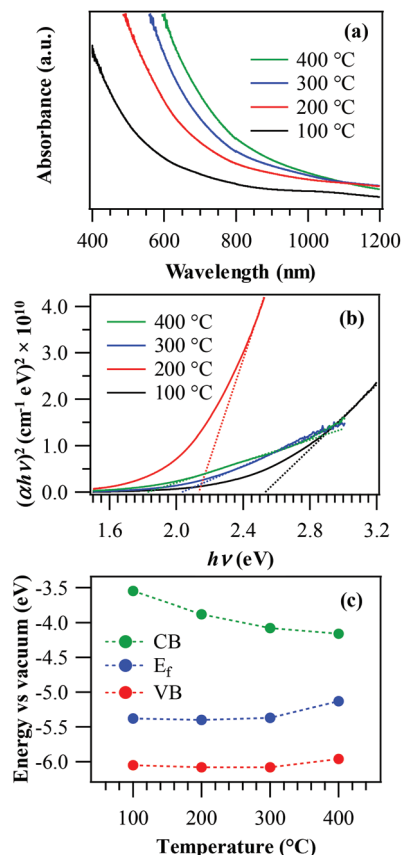 (a)
Absorbance (a.u.)
400 °C
300 °C
200 °C
100 °C
400 600 800 1000 1200
Wavelength (nm)
(b)
(αhν)² (cm⁻¹ eV)² × 10¹⁰
4.0
3.0
2.0
1.0
0.0
400 °C
300 °C
200 °C
100 °C
1.6 2.0 2.4 2.8 3.2
hν (eV)
(c)
Energy vs vacuum (eV)
-3.5
-4.0
-4.5
-5.0
-5.5
-6.0
CB
E_f
VB
100 200 300 400
Temperature (°C)